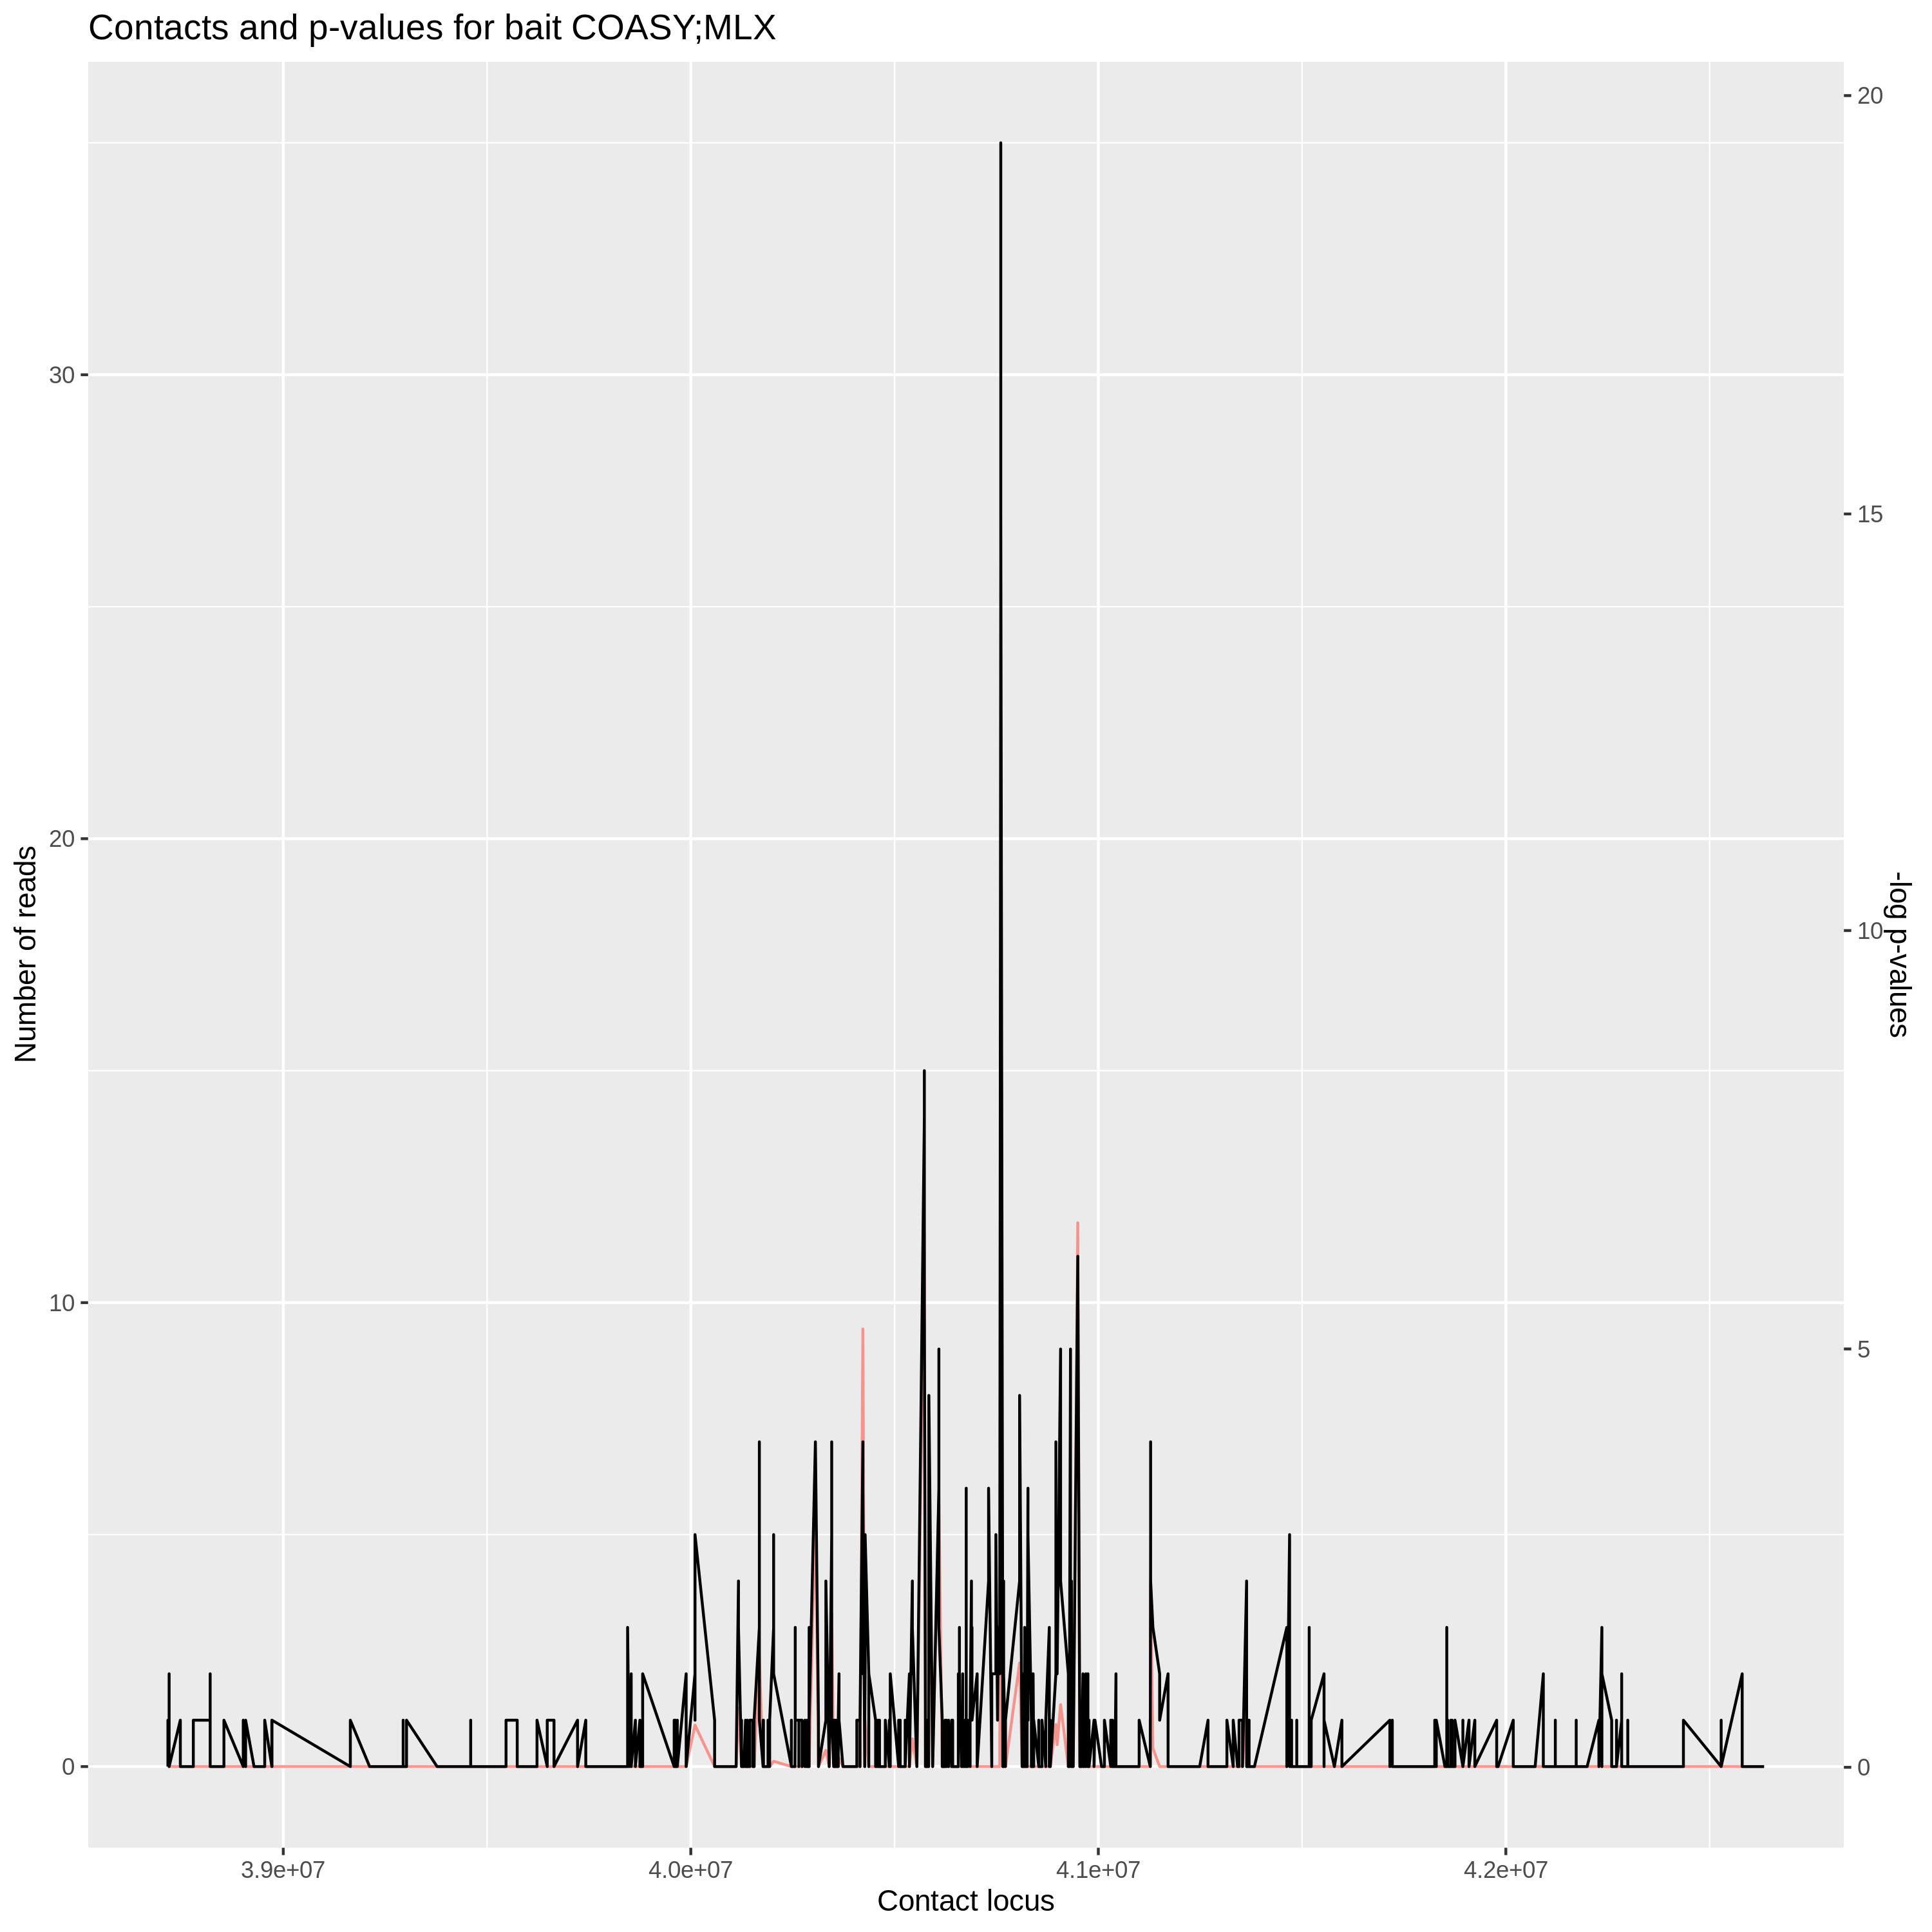 Contacts and p-values for bait COASY;MLX
20
30
15
20
10
10
5
0
0
Number of reads
-log p-values
3.9e+07
4.0e+07
4.1e+07
4.2e+07
Contact locus